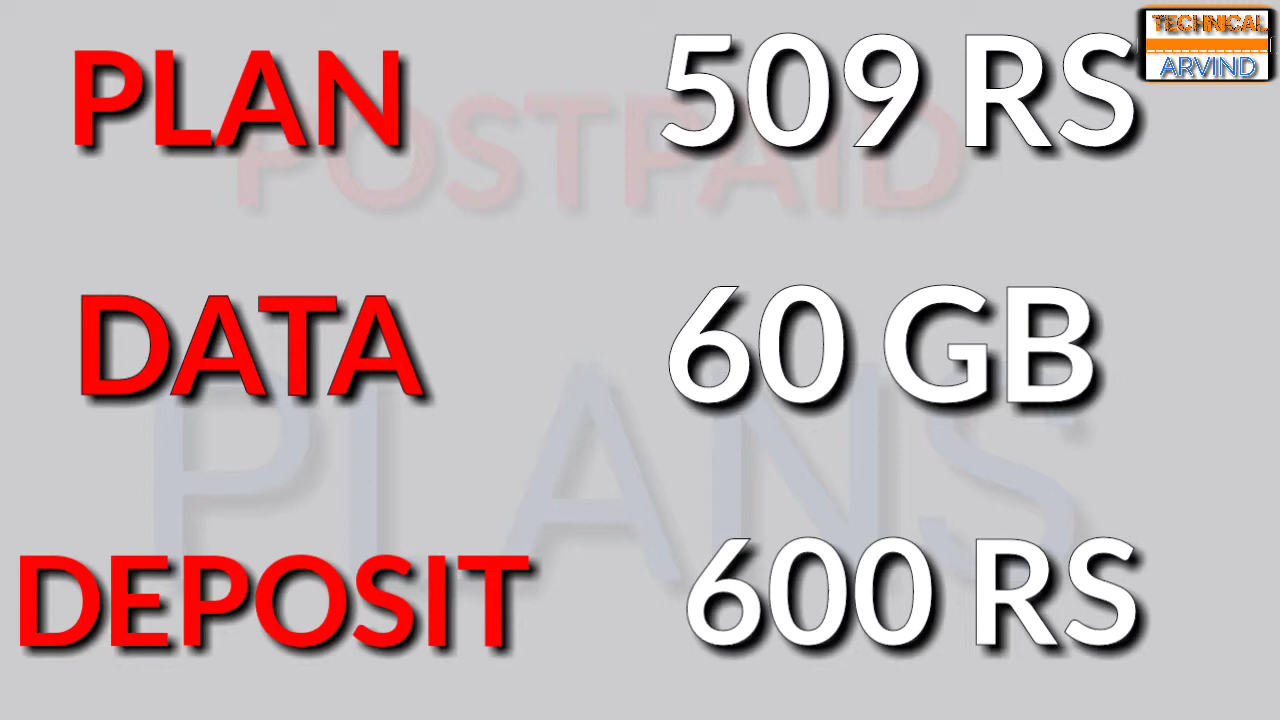 TECHNICAL
ARVIND
PLAN 509 RS
POSTPAID
DATA 60 GB
PLANS
DEPOSIT 600 RS